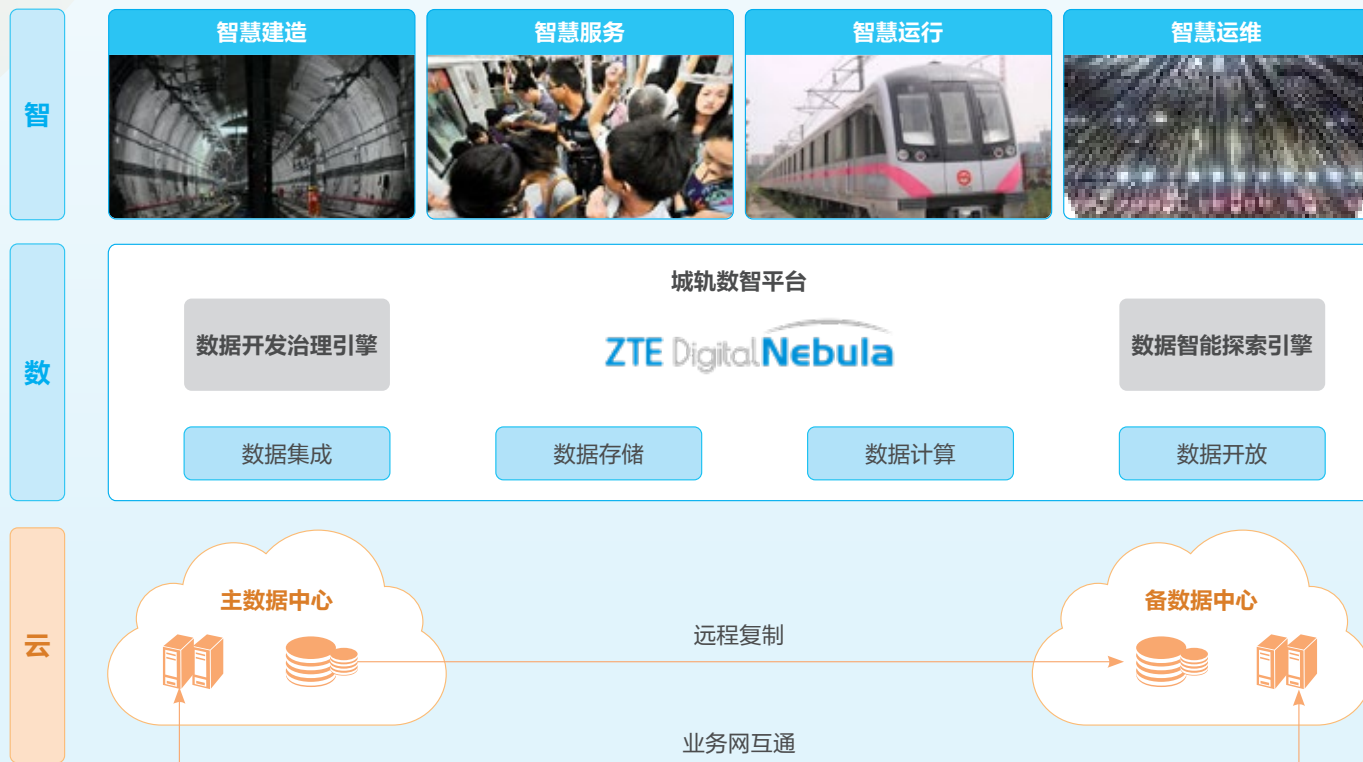 智
智慧建造
智慧服务
智慧运行
智慧运维
数
城轨数智平台
数据开发治理引擎
ZTE Digital Nebula
数据智能探索引擎
数据集成
数据存储
数据计算
数据开放
云
主数据中心
备数据中心
远程复制
业务网互通